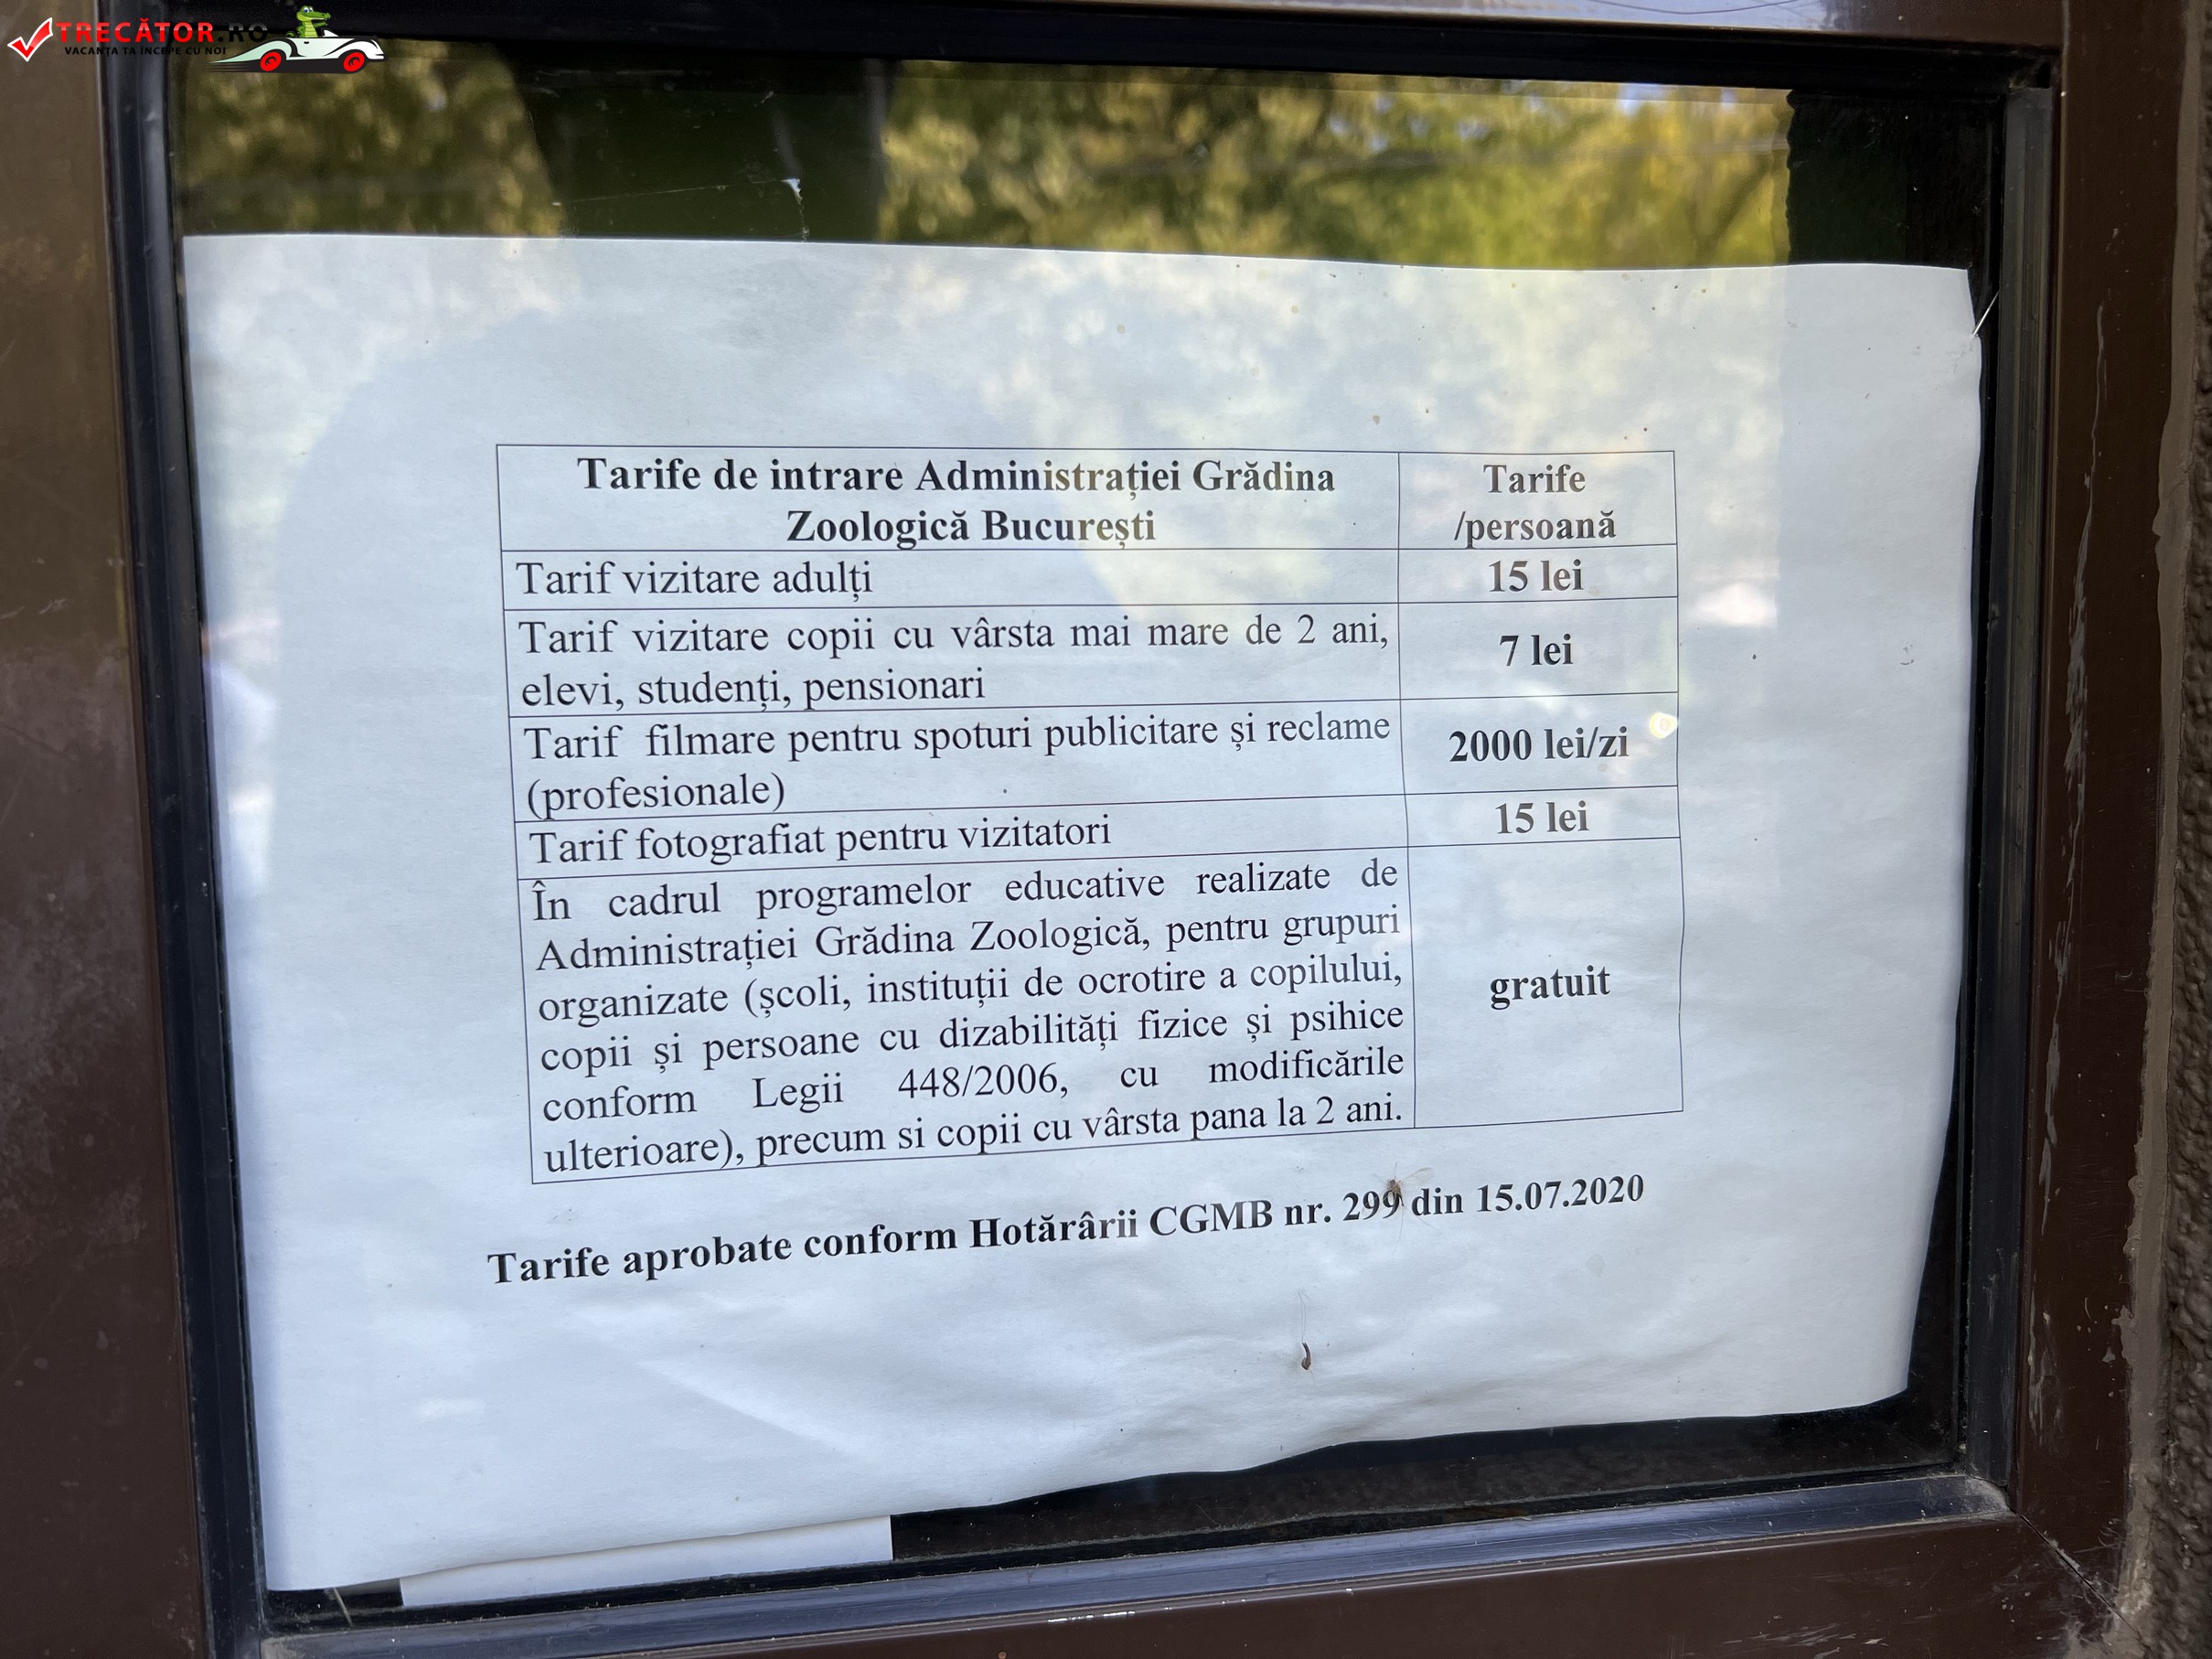 TRECĂTOR.RO
VACANȚA TA ÎNCEPE CU NOI
Tarife de intrare Administrației Grădina
Zoologică București
Tarife
/persoană
Tarif vizitare adulți
15 lei
Tarif vizitare copii cu vârsta mai mare de 2 ani,
elevi, studenți, pensionari
7 lei
Tarif filmare pentru spoturi publicitare și reclame
(profesionale)
2000 lei/zi
Tarif fotografiat pentru vizitatori
15 lei
În cadrul programelor educative realizate de
Administrației Grădina Zoologică, pentru grupuri
organizate (școli, instituții de ocrotire a copilului,
copii și persoane cu dizabilități fizice și psihice
conform Legii 448/2006, cu modificările
ulterioare), precum si copii cu vârsta pana la 2 ani.
gratuit
Tarife aprobate conform Hotărârii CGMB nr. 299 din 15.07.2020